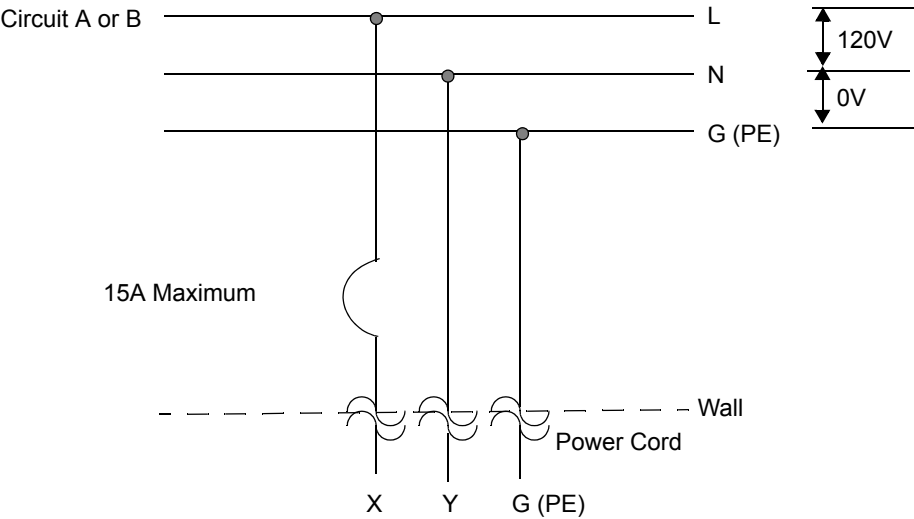 Circuit A or B
L
120V
N
0V
G (PE)
15A Maximum
Wall
Power Cord
X
Y
G (PE)